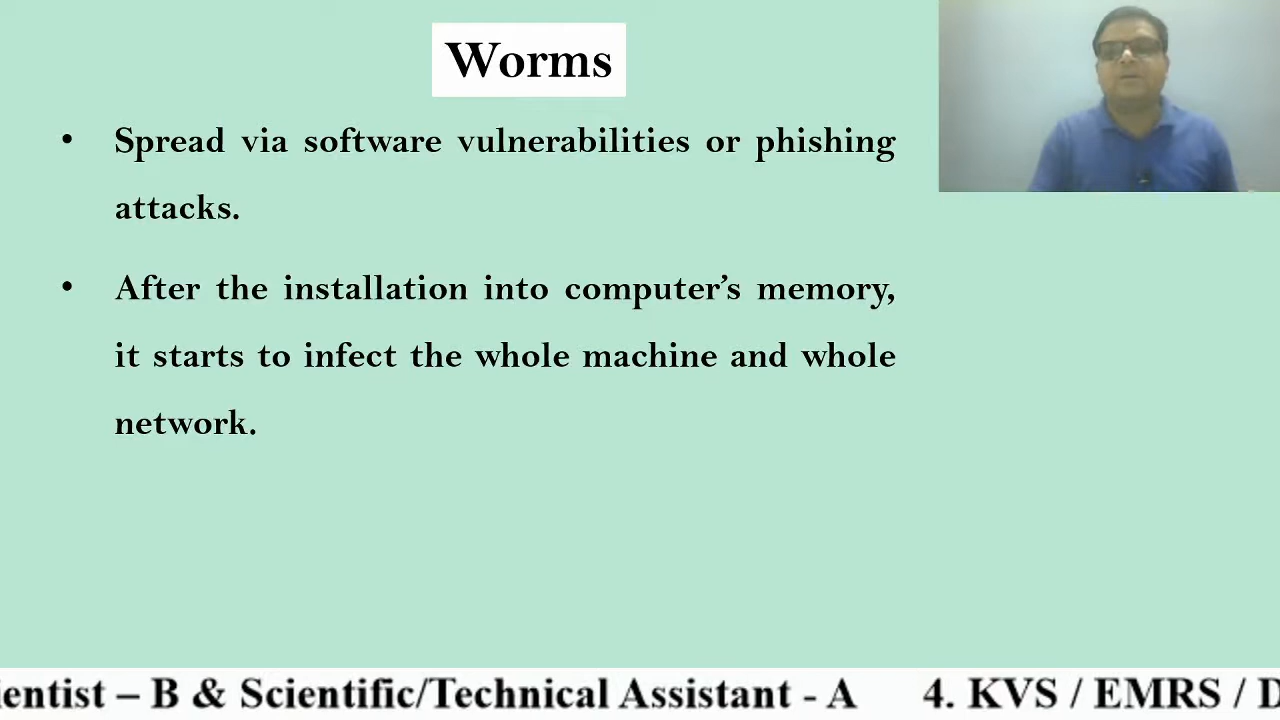 Worms
• Spread via software vulnerabilities or phishing
attacks.
• After the installation into computer’s memory,
it starts to infect the whole machine and whole
network.
entist – B & Scientific/Technical Assistant - A 4. KVS / EMRS / D